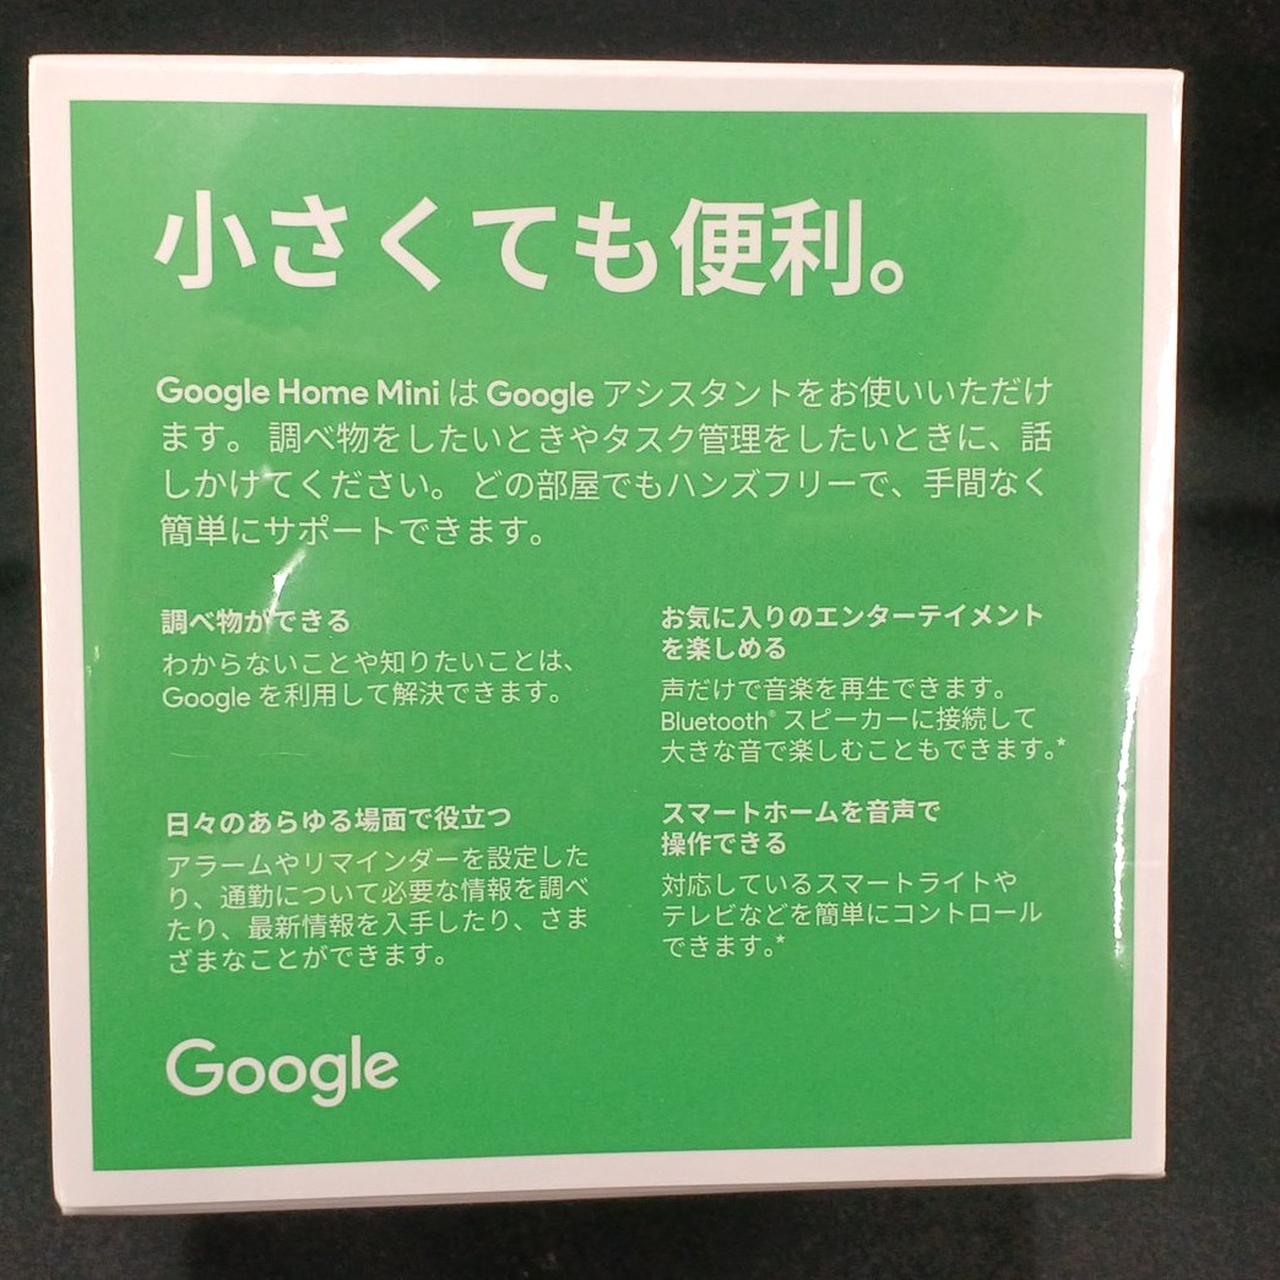 小さくても便利。
Google Home Mini は Google アシスタントをお使いいただけ
ます。 調べ物をしたいときやタスク管理をしたいときに、話
しかけてください。 どの部屋でもハンズフリーで、手間なく
簡単にサポートできます。
調べ物ができる
わからないことや知りたいことは、
Google を利用して解決できます。
お気に入りのエンターテイメント
を楽しめる
声だけで音楽を再生できます。
Bluetooth® スピーカーに接続して
大きな音で楽しむこともできます。*
日々のあらゆる場面で役立つ
アラームやリマインダーを設定した
り、通勤について必要な情報を調べ
たり、最新情報を入手したり、さま
ざまなことができます。
スマートホームを音声で
操作できる
対応しているスマートライトや
テレビなどを簡単にコントロール
できます。*
Google